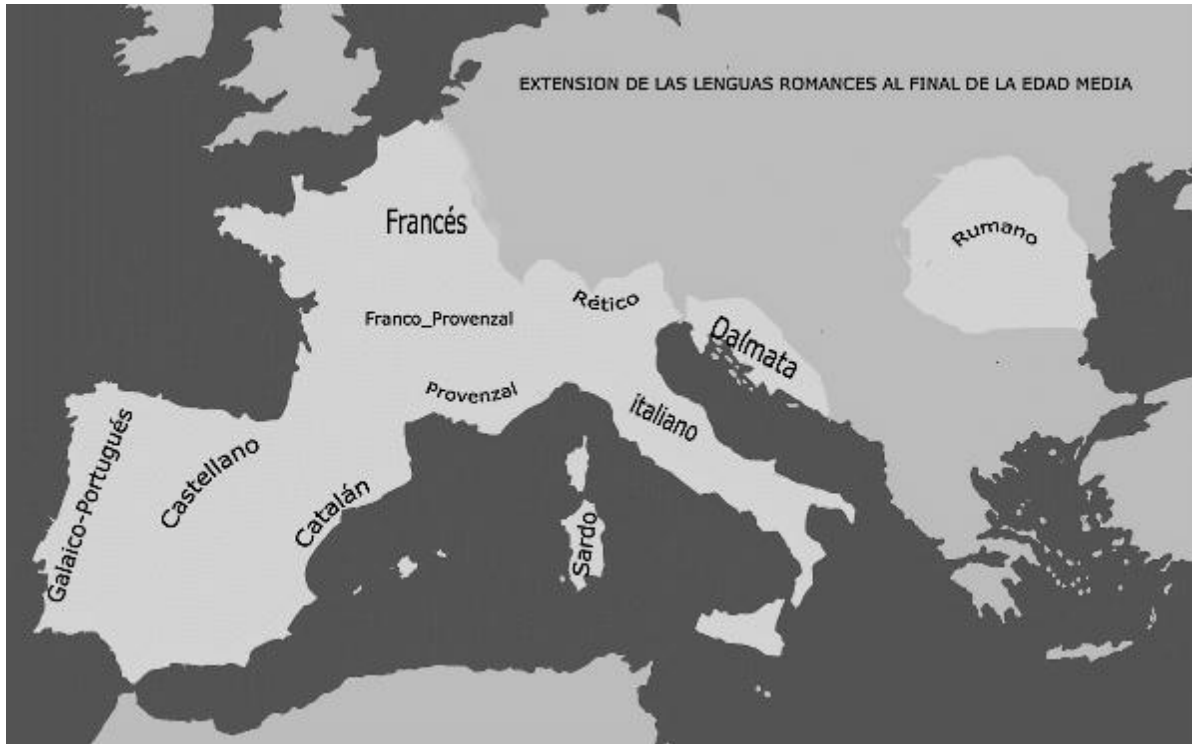 EXTENSION DE LAS LENGUAS ROMANCES AL FINAL DE LA EDAD MEDIA
Francés
Rumano
Rético
Franco_Provenzal
Dalmata
Provenzal
italiano
Galaico-Portugués
Castellano
Catalán
Sardo